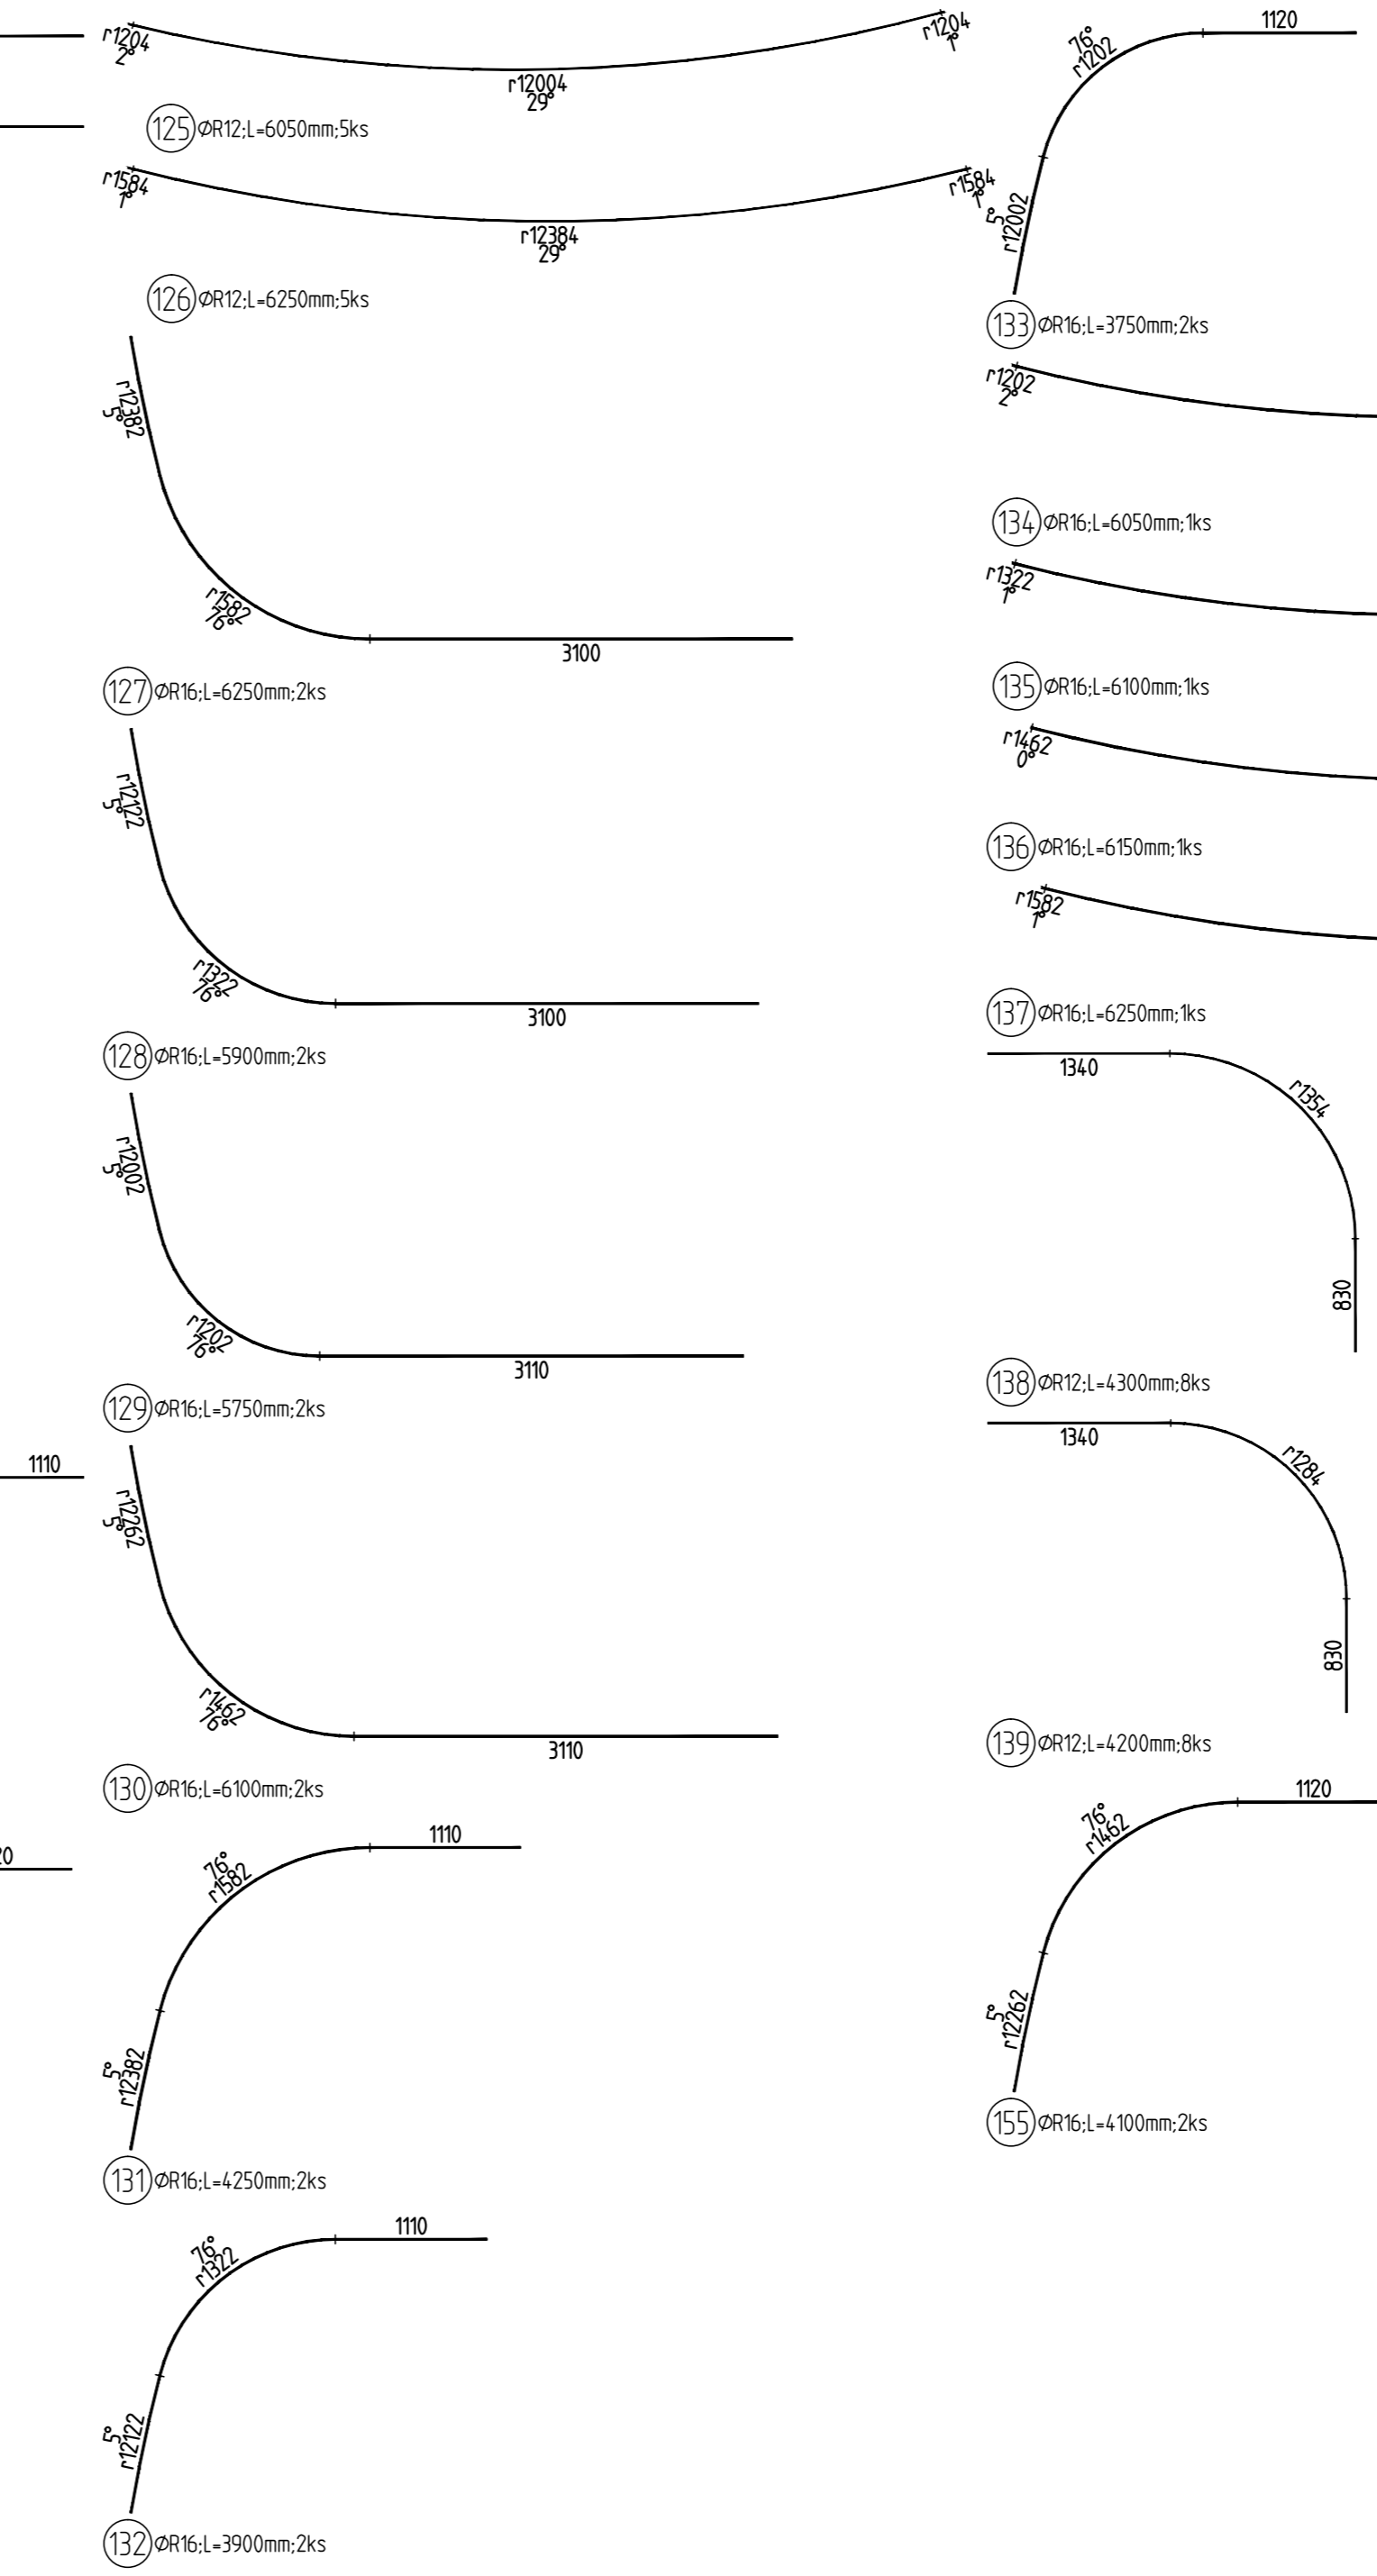 r1204
2°
r12004
29°
r1204
1°
125 ØR12;L=6050mm;5ks
r1584
1°
r12384
29°
r1584
1°
126 ØR12;L=6250mm;5ks
r12382
5°
r1582
76°
3100
127 ØR16;L=6250mm;2ks
r12122
5°
r1322
76°
3100
128 ØR16;L=5900mm;2ks
r12002
5°
r1202
76°
3110
129 ØR16;L=5750mm;2ks
1110
r12262
5°
r1462
76°
3110
130 ØR16;L=6100mm;2ks
1110
76°
r1582
5°
r12382
131 ØR16;L=4250mm;2ks
1110
76°
r1322
5°
r12122
132 ØR16;L=3900mm;2ks
1120
76°
r1202
5°
r12002
133 ØR16;L=3750mm;2ks
r1202
2°
134 ØR16;L=6050mm;1ks
r1322
1°
135 ØR16;L=6100mm;1ks
r1462
0°
136 ØR16;L=6150mm;1ks
r1582
1°
137 ØR16;L=6250mm;1ks
1340
r1354
830
138 ØR12;L=4300mm;8ks
1340
r1284
830
139 ØR12;L=4200mm;8ks
1120
76°
r1462
5°
r12262
155 ØR16;L=4100mm;2ks